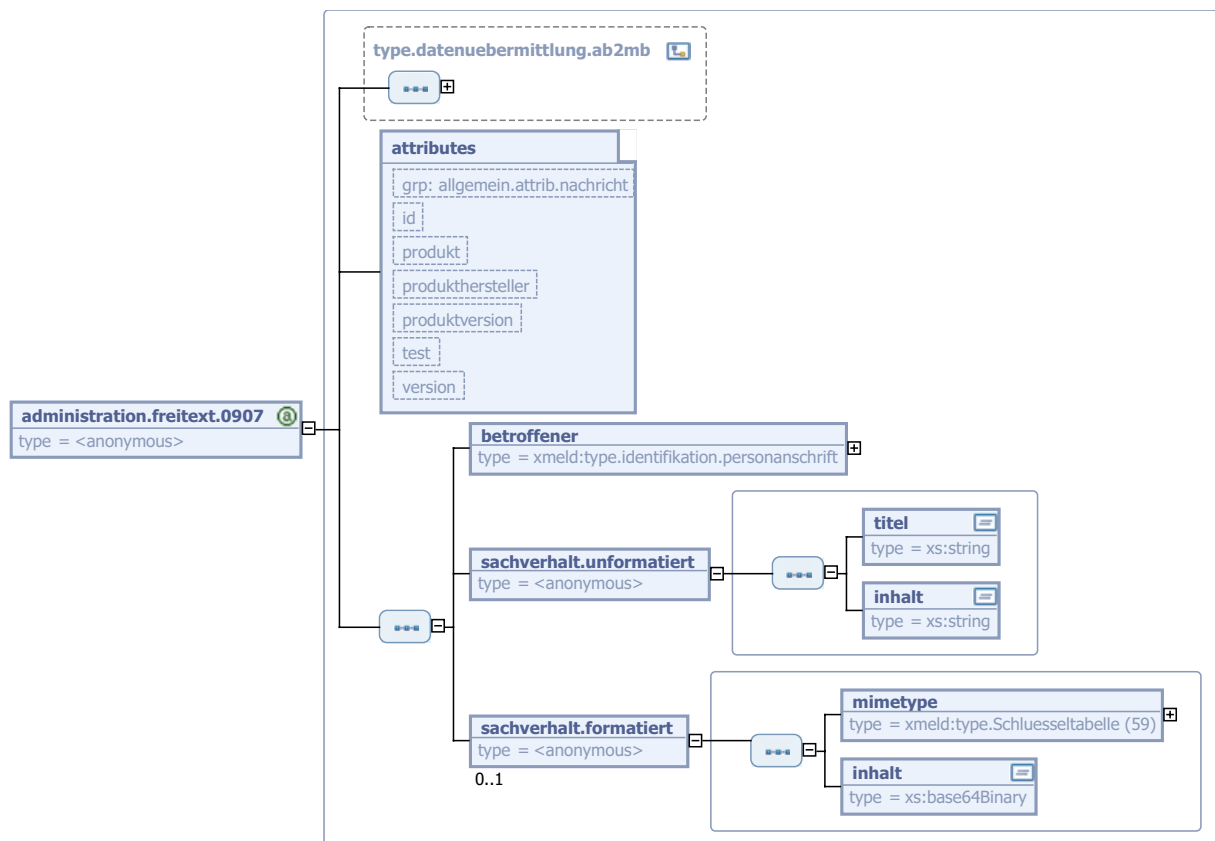 type.datenuebermittlung.ab2mb
attributes
grp: allgemein.attrib.nachricht
id
produkt
produkthersteller
produktversion
test
version
administration.freitext.0907
type = <anonymous>
betroffener
type = xmeld:type.identifikation.personanschrift
sachverhalt.unformatiert
type = <anonymous>
titel
type = xs:string
inhalt
type = xs:string
sachverhalt.formatiert
type = <anonymous>
0..1
mimetype
type = xmeld:type.Schluesseltabelle (59)
inhalt
type = xs:base64Binary